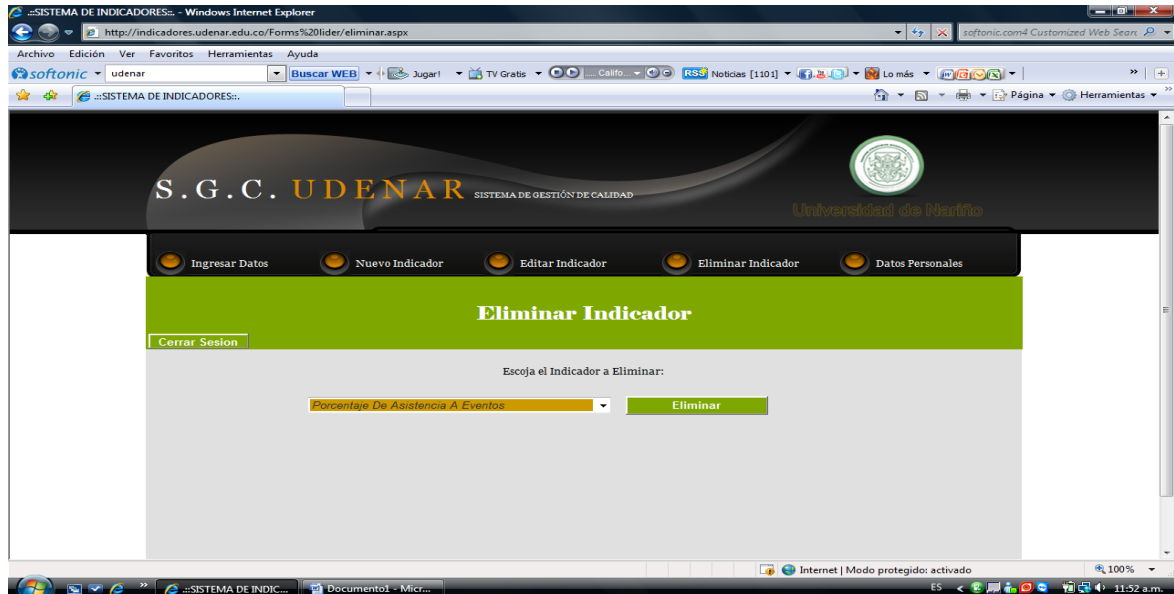 .::SISTEMA DE INDICADORES::. - Windows Internet Explorer
http://indicadores.udenar.edu.co/Forms%20lider/eliminar.aspx
softonic.com4 Customized Web Searc
Archivo Edición Ver Favoritos Herramientas Ayuda
softonic udenar Buscar WEB Jugar! TV Gratis .... Califo... RSS Noticias [1101] Lo más
.::SISTEMA DE INDICADORES::. Página Herramientas
S.G.C. UDENAR SISTEMA DE GESTIÓN DE CALIDAD
Universidad de Nariño
Ingresar Datos Nuevo Indicador Editar Indicador Eliminar Indicador Datos Personales
Eliminar Indicador
Cerrar Sesion
Escoja el Indicador a Eliminar:
Porcentaje De Asistencia A Eventos Eliminar
Internet | Modo protegido: activado 100%
.::SISTEMA DE INDIC... Documento1 - Micr... ES 11:52 a.m.